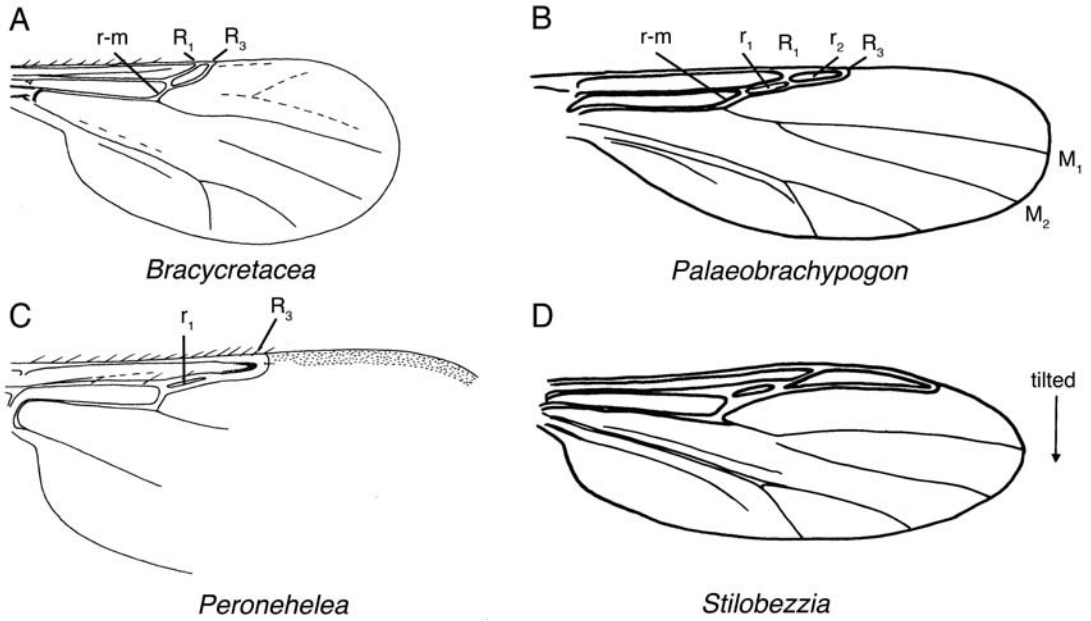 A
r-m R₁ R₃
Bracycretacea
B
r-m r₁ R₁ r₂ R₃
M₁
M₂
Palaeobrachypogon
C
r₁ R₃
Peronehelea
D
tilted
Stilobezzia